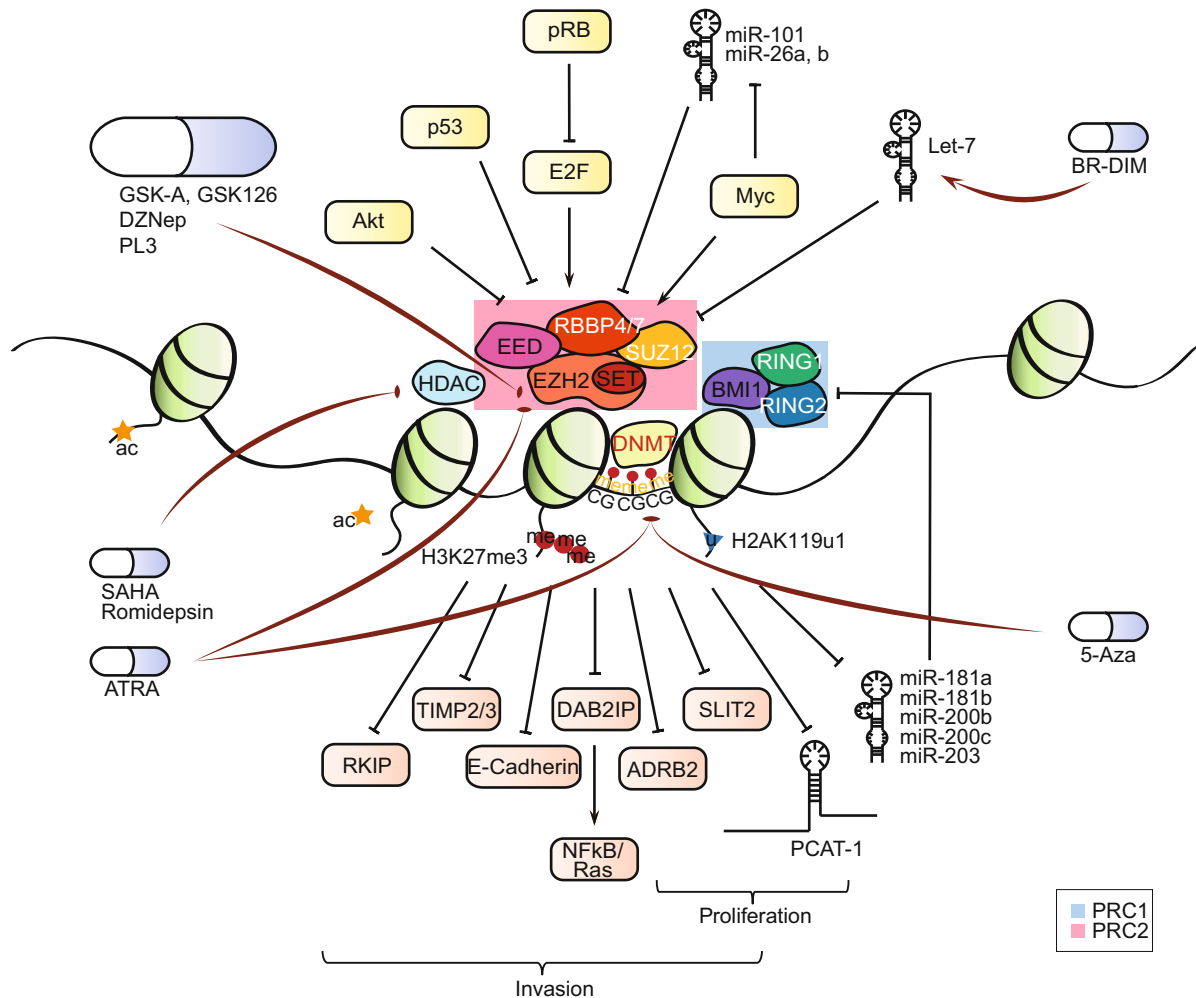 pRB
miR-101
miR-26a, b
p53
E2F
Let-7
BR-DIM
GSK-A, GSK126
DZNep
PL3
Akt
Myc
RBBP4/7
EED
SUZ12
EZH2
SET
HDAC
RING1
BMI1
RING2
DNMT
ac
me me me
CG CG CG
ac
H3K27me3
me
me
me
u
H2AK119u1
SAHA
Romidepsin
ATRA
5-Aza
TIMP2/3
DAB2IP
SLIT2
miR-181a
miR-181b
miR-200b
miR-200c
miR-203
RKIP
E-Cadherin
ADRB2
PCAT-1
NFkB/
Ras
Proliferation
PRC1
PRC2
Invasion